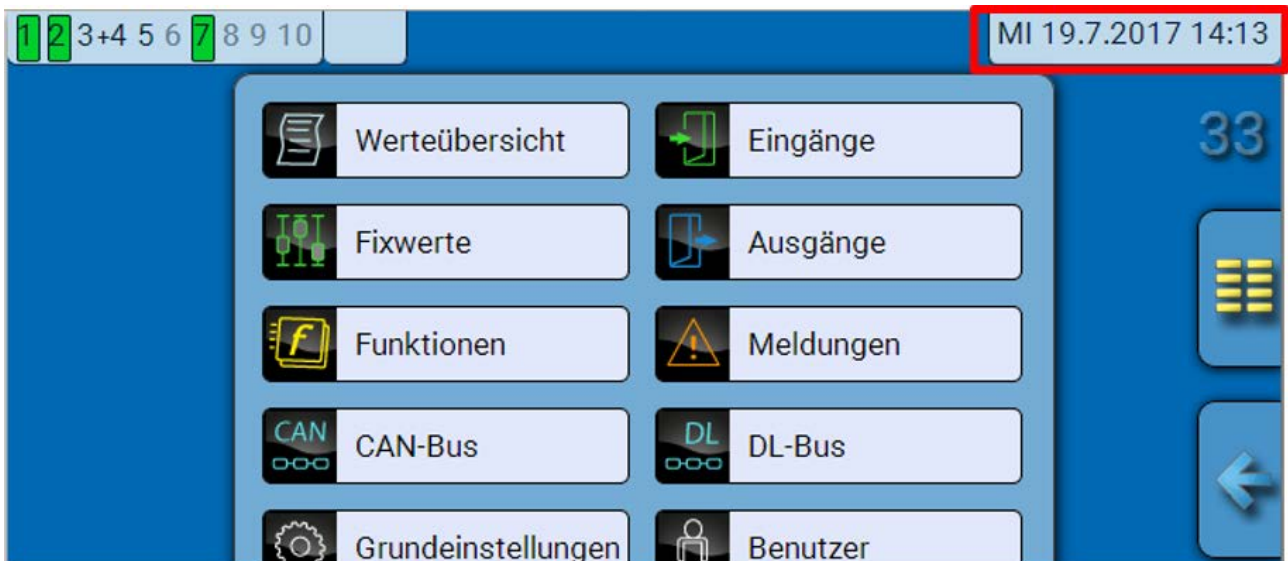 1 2 3+4 5 6 7 8 9 10
MI 19.7.2017 14:13
33
Werteübersicht
Eingänge
Fixwerte
Ausgänge
f Funktionen
Meldungen
CAN CAN-Bus
DL DL-Bus
Grundeinstellungen
Benutzer